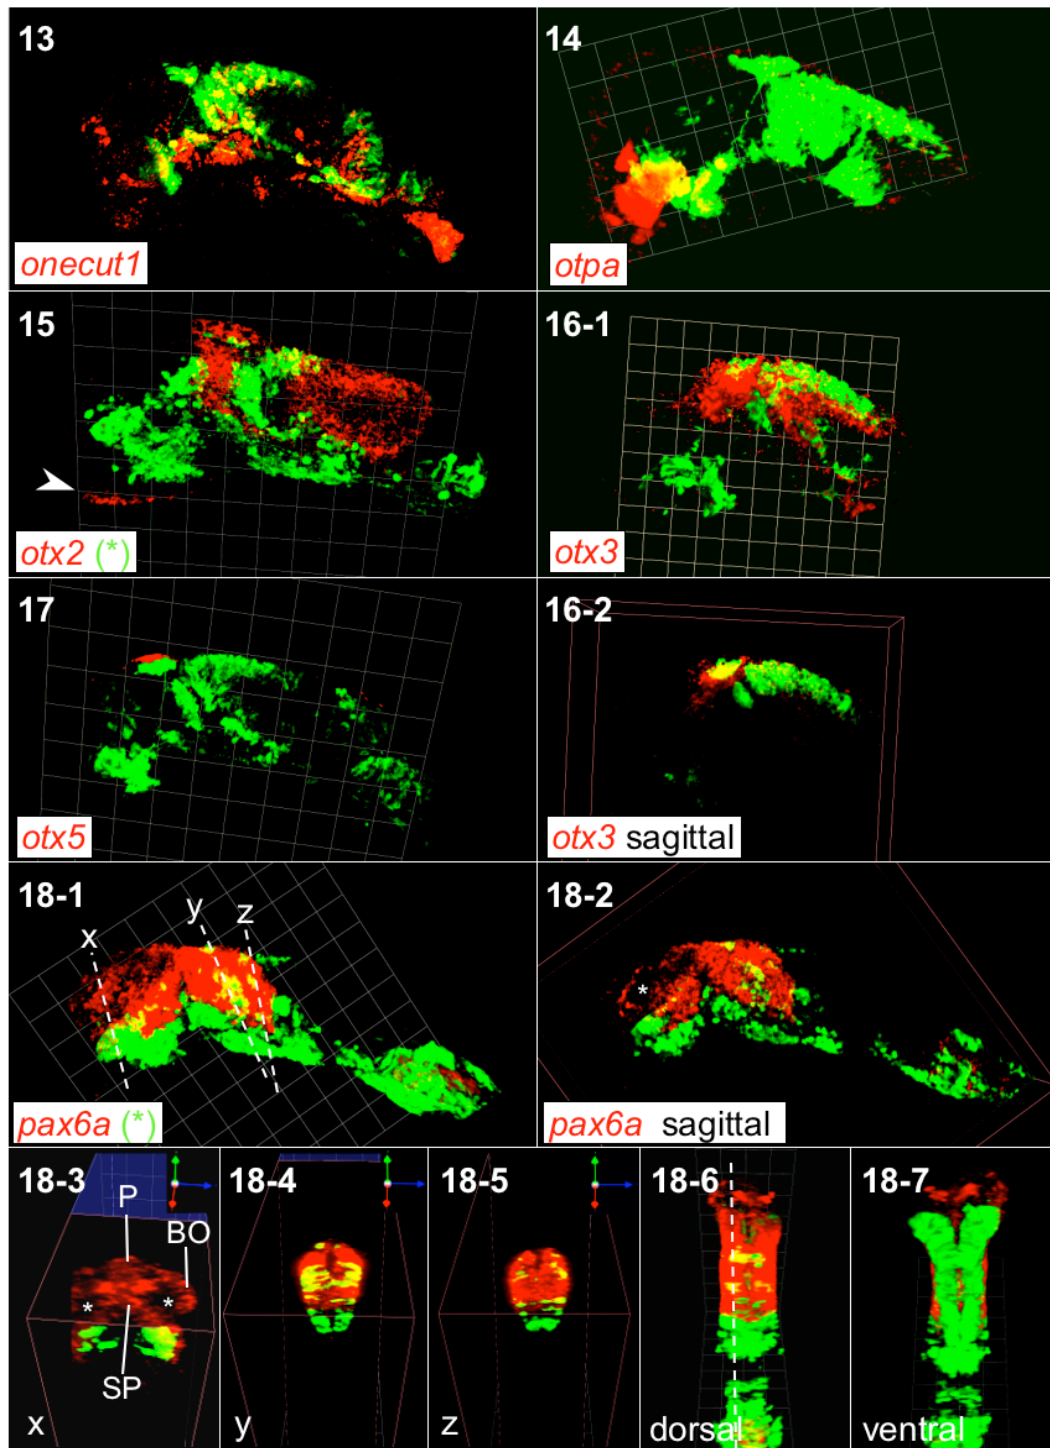 13
onecut1
14
otpa
15
otx2 (*)
16-1
otx3
17
otx5
16-2
otx3 sagittal
18-1
x
y
z
pax6a (*)
18-2
*
pax6a sagittal
18-3
P
BO
* *
SP
x
18-4
y
18-5
z
18-6
dorsal
18-7
ventral